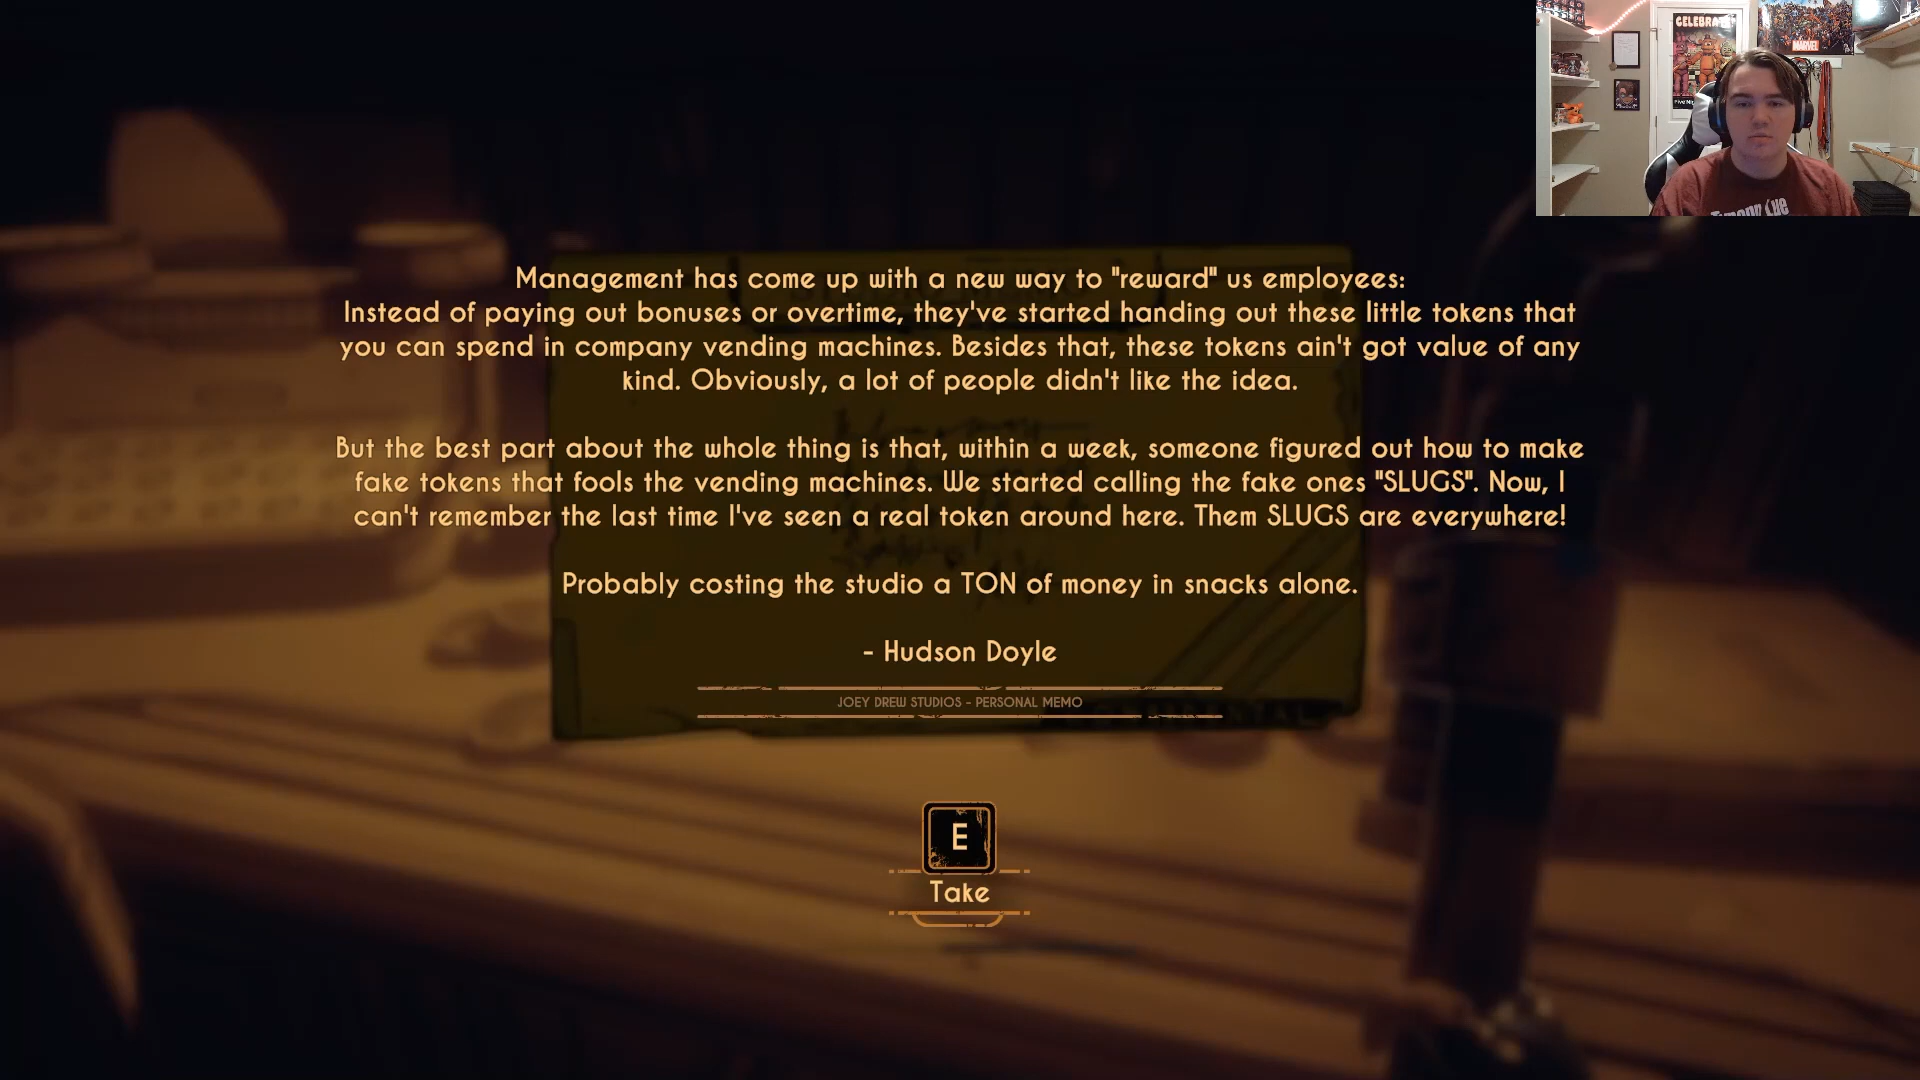 CELEBRATE
MARVEL
Management has come up with a new way to "reward" us employees:
Instead of paying out bonuses or overtime, they've started handing out these little tokens that
you can spend in company vending machines. Besides that, these tokens ain't got value of any
kind. Obviously, a lot of people didn't like the idea.
But the best part about the whole thing is that, within a week, someone figured out how to make
fake tokens that fools the vending machines. We started calling the fake ones "SLUGS". Now, I
can't remember the last time I've seen a real token around here. Them SLUGS are everywhere!
Probably costing the studio a TON of money in snacks alone.
- Hudson Doyle
JOEY DREW STUDIOS - PERSONAL MEMO
E
Take